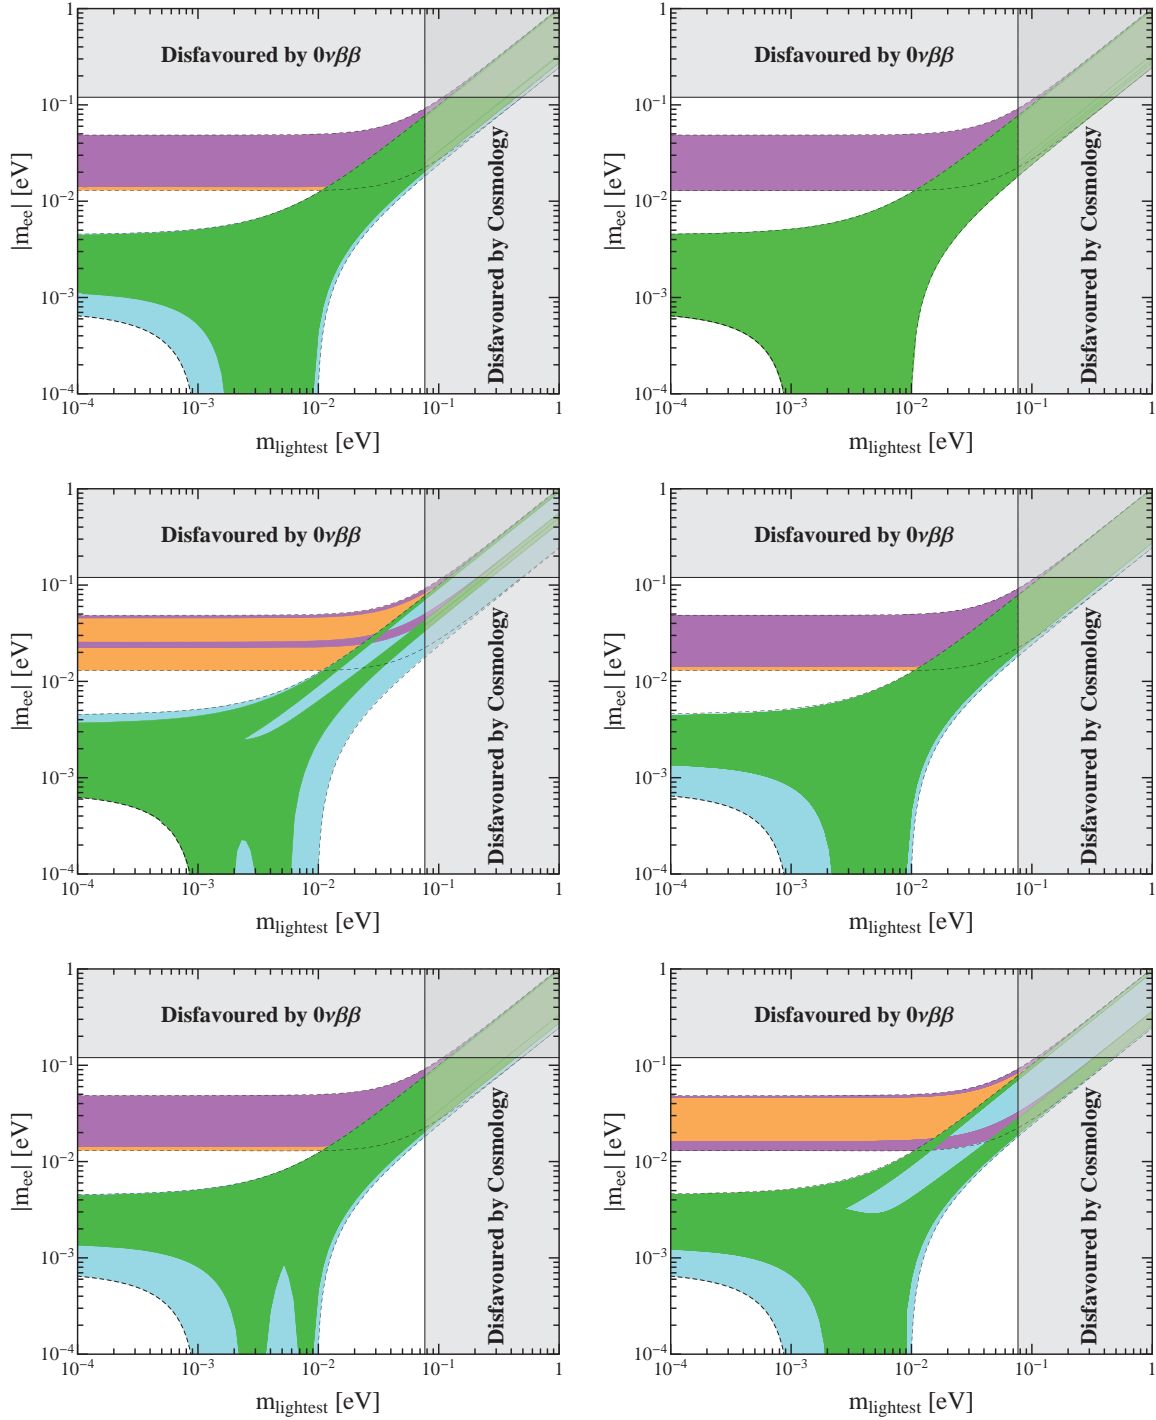 Disfavoured by 0νββ
Disfavoured by Cosmology
|m_ee| [eV]
1
10⁻¹
10⁻²
10⁻³
10⁻⁴
10⁻⁴ 10⁻³ 10⁻² 10⁻¹ 1
m_lightest [eV]
Disfavoured by 0νββ
Disfavoured by Cosmology
|m_ee| [eV]
1
10⁻¹
10⁻²
10⁻³
10⁻⁴
10⁻⁴ 10⁻³ 10⁻² 10⁻¹ 1
m_lightest [eV]
Disfavoured by 0νββ
Disfavoured by Cosmology
|m_ee| [eV]
1
10⁻¹
10⁻²
10⁻³
10⁻⁴
10⁻⁴ 10⁻³ 10⁻² 10⁻¹ 1
m_lightest [eV]
Disfavoured by 0νββ
Disfavoured by Cosmology
|m_ee| [eV]
1
10⁻¹
10⁻²
10⁻³
10⁻⁴
10⁻⁴ 10⁻³ 10⁻² 10⁻¹ 1
m_lightest [eV]
Disfavoured by 0νββ
Disfavoured by Cosmology
|m_ee| [eV]
1
10⁻¹
10⁻²
10⁻³
10⁻⁴
10⁻⁴ 10⁻³ 10⁻² 10⁻¹ 1
m_lightest [eV]
Disfavoured by 0νββ
Disfavoured by Cosmology
|m_ee| [eV]
1
10⁻¹
10⁻²
10⁻³
10⁻⁴
10⁻⁴ 10⁻³ 10⁻² 10⁻¹ 1
m_lightest [eV]